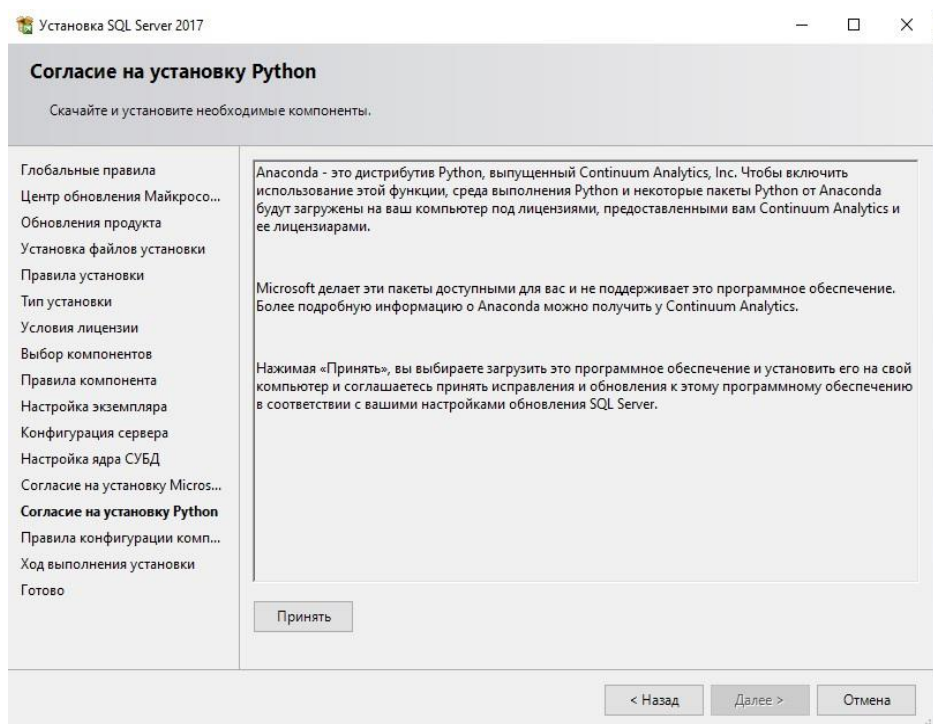 Установка SQL Server 2017
Согласие на установку Python
Скачайте и установите необходимые компоненты.
Глобальные правила
Центр обновления Майкросо...
Обновления продукта
Установка файлов установки
Правила установки
Тип установки
Условия лицензии
Выбор компонентов
Правила компонента
Настройка экземпляра
Конфигурация сервера
Настройка ядра СУБД
Согласие на установку Micros...
Согласие на установку Python
Правила конфигурации комп...
Ход выполнения установки
Готово
Anaconda - это дистрибутив Python, выпущенный Continuum Analytics, Inc. Чтобы включить
использование этой функции, среда выполнения Python и некоторые пакеты Python от Anaconda
будут загружены на ваш компьютер под лицензиями, предоставленными вам Continuum Analytics и
ее лицензиарами.
Microsoft делает эти пакеты доступными для вас и не поддерживает это программное обеспечение.
Более подробную информацию о Anaconda можно получить у Continuum Analytics.
Нажимая «Принять», вы выбираете загрузить это программное обеспечение и установить его на свой
компьютер и соглашаетесь принять исправления и обновления к этому программному обеспечению
в соответствии с вашими настройками обновления SQL Server.
Принять
< Назад
Далее >
Отмена